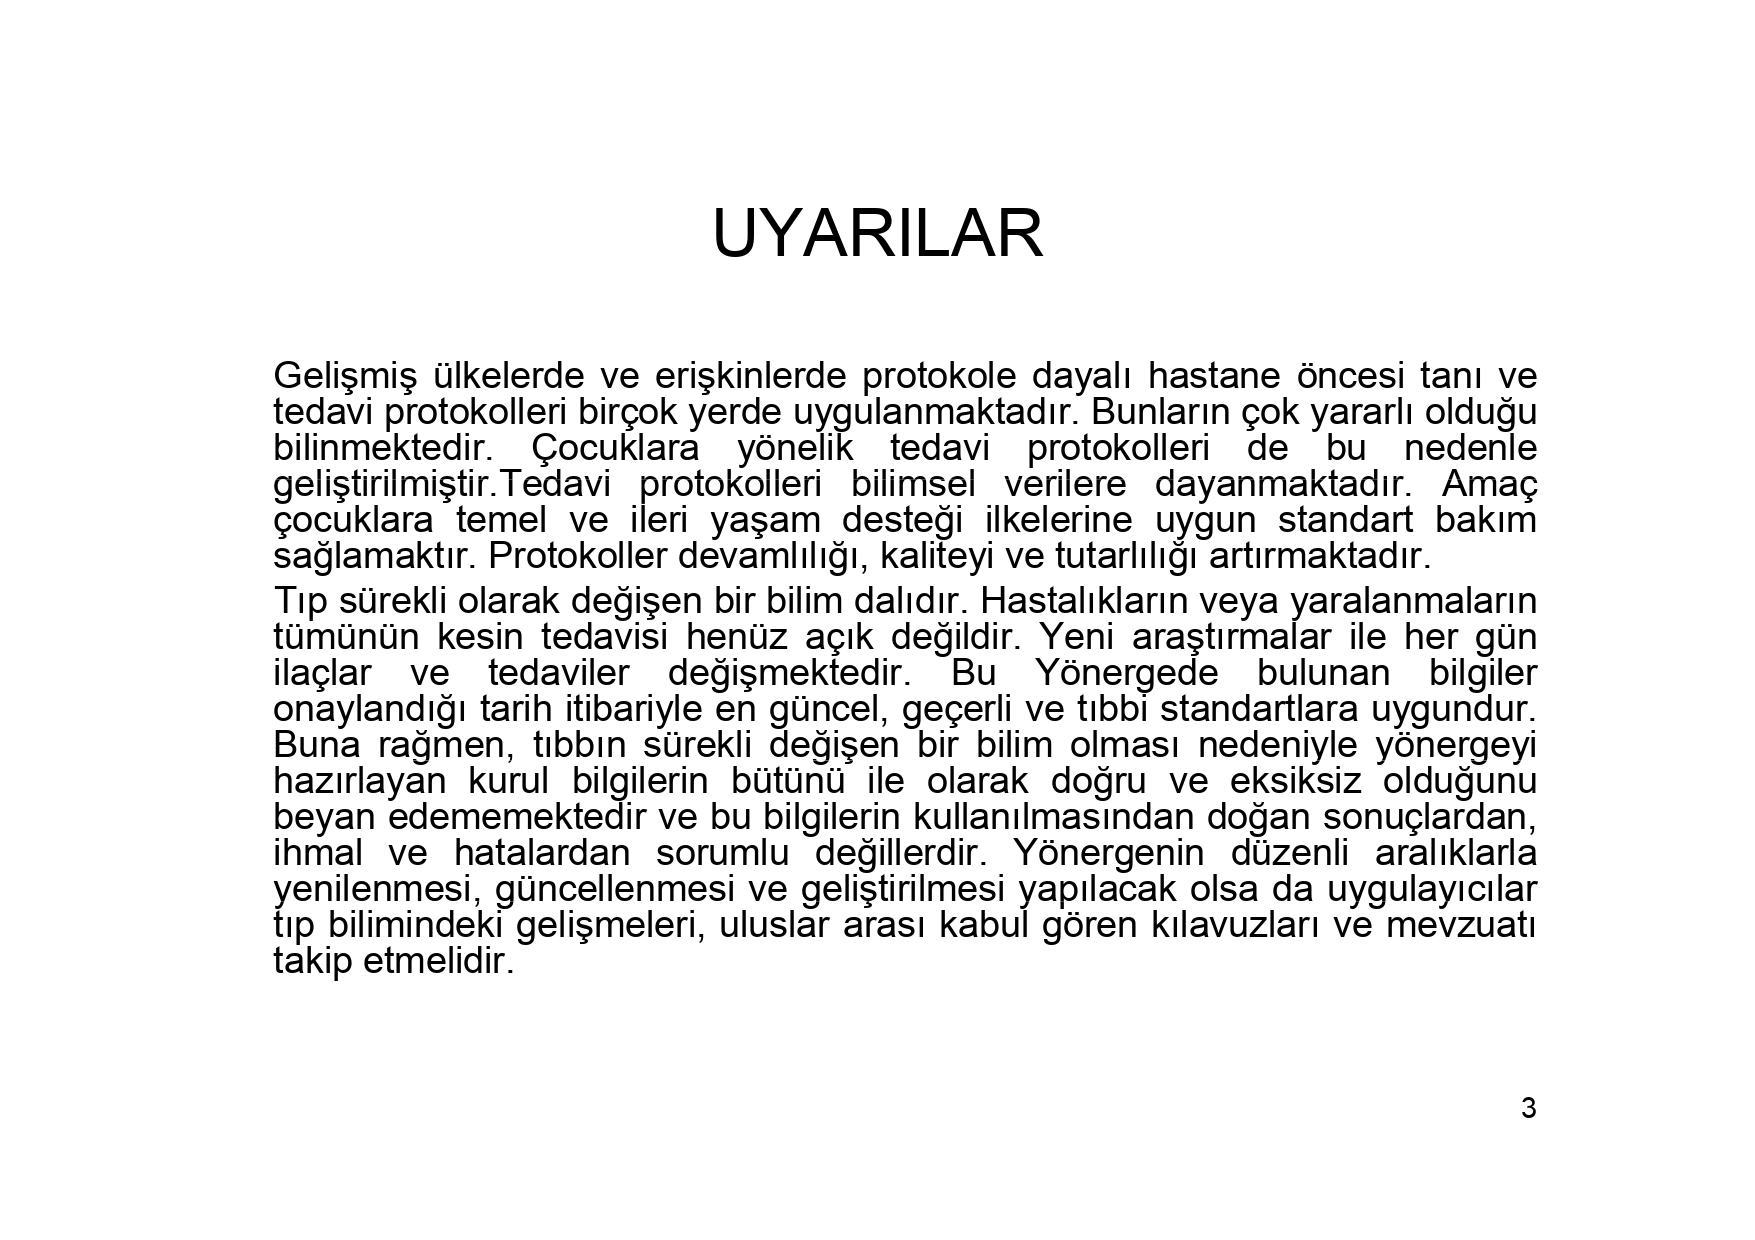 UYARILAR
Gelişmiş ülkelerde ve erişkinlerde protokole dayalı hastane öncesi tanı ve
tedavi protokolleri birçok yerde uygulanmaktadır. Bunların çok yararlı olduğu
bilinmektedir. Çocuklara yönelik tedavi protokolleri de bu nedenle
geliştirilmiştir.Tedavi protokolleri bilimsel verilere dayanmaktadır. Amaç
çocuklara temel ve ileri yaşam desteği ilkelerine uygun standart bakım
sağlamaktır. Protokoller devamlılığı, kaliteyi ve tutarlılığı artırmaktadır.
Tıp sürekli olarak değişen bir bilim dalıdır. Hastalıkların veya yaralanmaların
tümünün kesin tedavisi henüz açık değildir. Yeni araştırmalar ile her gün
ilaçlar ve tedaviler değişmektedir. Bu Yönergede bulunan bilgiler
onaylandığı tarih itibariyle en güncel, geçerli ve tıbbi standartlara uygundur.
Buna rağmen, tıbbın sürekli değişen bir bilim olması nedeniyle yönergeyi
hazırlayan kurul bilgilerin bütünü ile olarak doğru ve eksiksiz olduğunu
beyan edememektedir ve bu bilgilerin kullanılmasından doğan sonuçlardan,
ihmal ve hatalardan sorumlu değillerdir. Yönergenin düzenli aralıklarla
yenilenmesi, güncellenmesi ve geliştirilmesi yapılacak olsa da uygulayıcılar
tıp bilimindeki gelişmeleri, uluslar arası kabul gören kılavuzları ve mevzuatı
takip etmelidir.
3